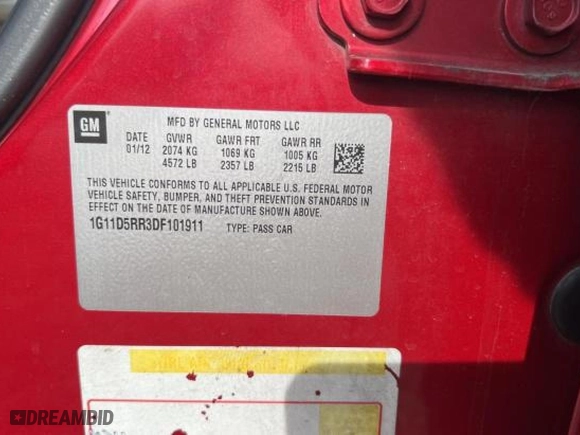 GM
MFD BY GENERAL MOTORS LLC
DATE GVWR GAWR FRT GAWR RR
01/12 2074 KG 1069 KG 1005 KG
4572 LB 2357 LB 2215 LB
THIS VEHICLE CONFORMS TO ALL APPLICABLE U.S. FEDERAL MOTOR
VEHICLE SAFETY, BUMPER, AND THEFT PREVENTION STANDARDS IN
EFFECT ON THE DATE OF MANUFACTURE SHOWN ABOVE.
1G11D5RR3DF101911 TYPE: PASS CAR
DREAMBID